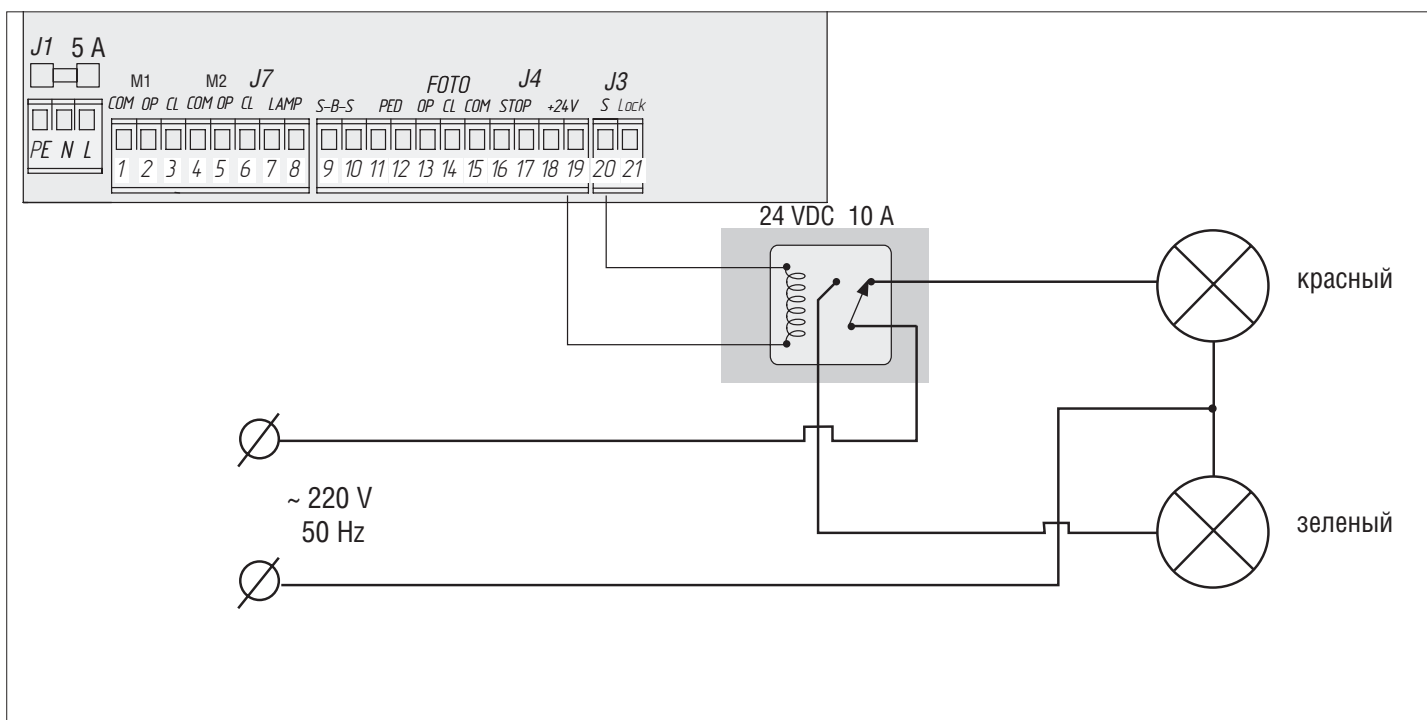 J1 5 A
M1 M2 J7 FOTO J4 J3
COM OP CL COM OP CL LAMP S-B-S PED OP CL COM STOP +24V S Lock
PE N L
1 2 3 4 5 6 7 8 9 10 11 12 13 14 15 16 17 18 19 20 21
24 VDC 10 A
красный
~ 220 V
50 Hz
зеленый